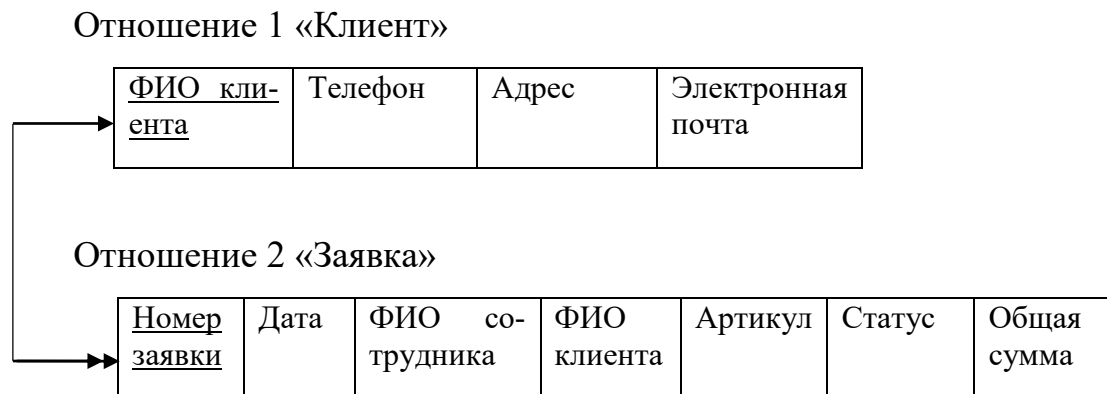 Отношение 1 «Клиент»
ФИО кли- Телефон Адрес Электронная
ента почта
Отношение 2 «Заявка»
Номер Дата ФИО со- ФИО Артикул Статус Общая
заявки трудника клиента сумма